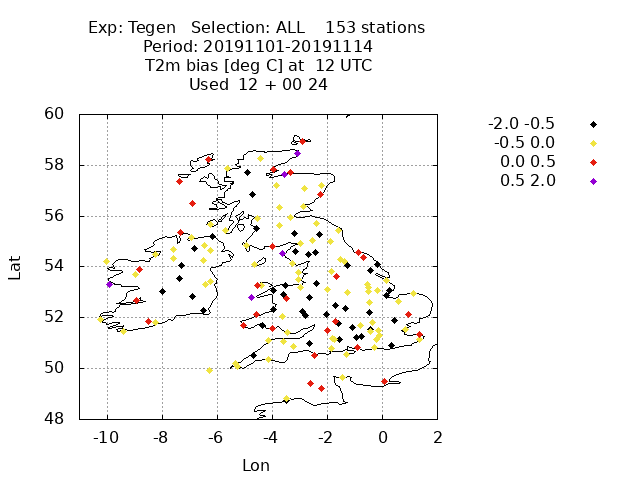 Exp: Tegen   Selection: ALL    153 stations
Period: 20191101-20191114
T2m bias [deg C] at  12 UTC
Used  12 + 00 24
60
58
56
54
52
50
48
Lat
-10 -8 -6 -4 -2 0 2
Lon
-2.0 -0.5
-0.5 0.0
0.0 0.5
0.5 2.0